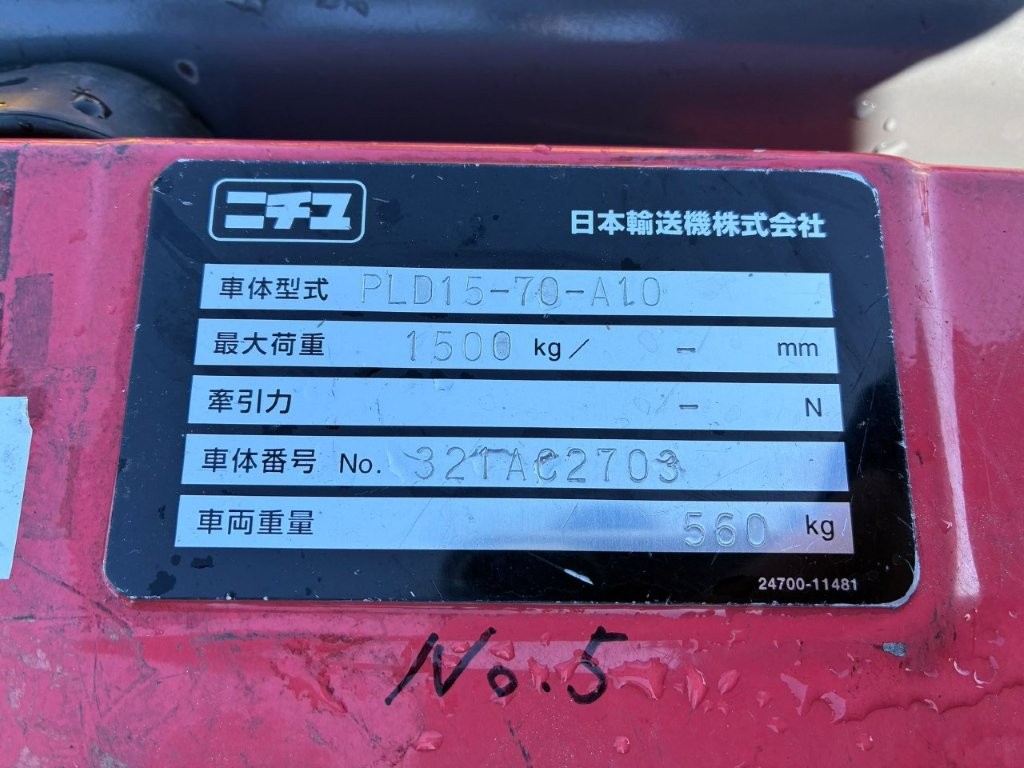 ニチユ
日本輸送機株式会社
車体型式 PLD15-70-A10
最大荷重 1500 kg/ - mm
牽引力 - N
車体番号 No. 321AC2703
車両重量 560 kg
24700-11481
No.5